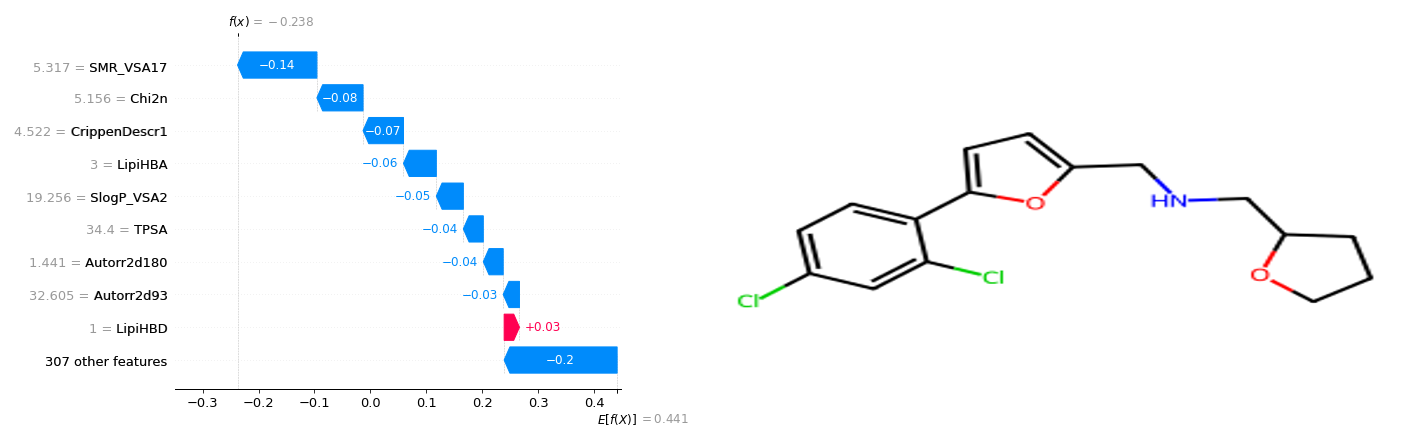 f(x) = −0.238
5.317 = SMR_VSA17
−0.14
5.156 = Chi2n
−0.08
4.522 = CrippenDescr1
−0.07
3 = LipiHBA
−0.06
19.256 = SlogP_VSA2
−0.05
34.4 = TPSA
−0.04
1.441 = Autorr2d180
−0.04
32.605 = Autorr2d93
−0.03
1 = LipiHBD
+0.03
307 other features
−0.2
−0.3 −0.2 −0.1 0.0 0.1 0.2 0.3 0.4
E[f(X)] = 0.441
O
HN
O
Cl
Cl